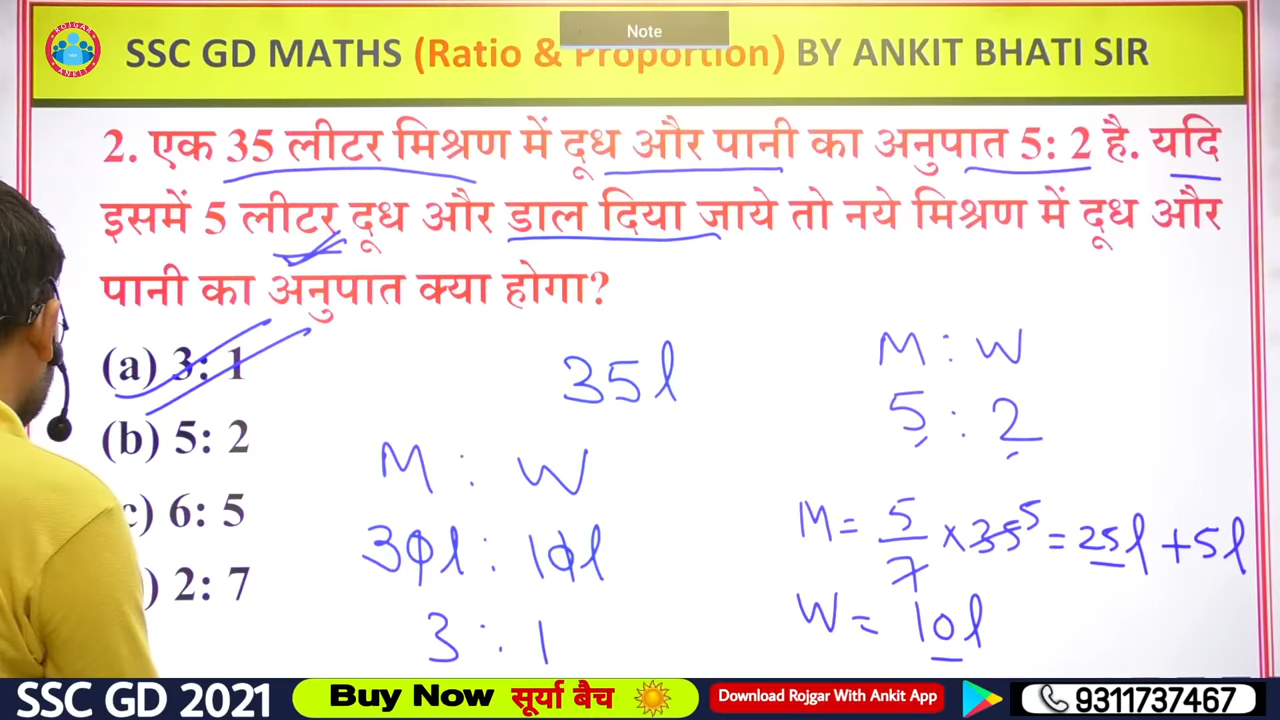 Note
ROJGAR
ANKIT
SSC GD MATHS (Ratio & Proportion) BY ANKIT BHATI SIR
2. एक 35 लीटर मिश्रण में दूध और पानी का अनुपात 5: 2 है. यदि
इसमें 5 लीटर दूध और डाल दिया जाये तो नये मिश्रण में दूध और
पानी का अनुपात क्या होगा?
(a) 3: 1
(b) 5: 2
c) 6: 5
) 2: 7
35l
M : W
30l : 10l
3 : 1
M : W
5 : 2
M = 5/7 × 35 5 = 25l + 5l
W = 10l
SSC GD 2021
Buy Now सूर्या बैच
Download Rojgar With Ankit App
9311737467